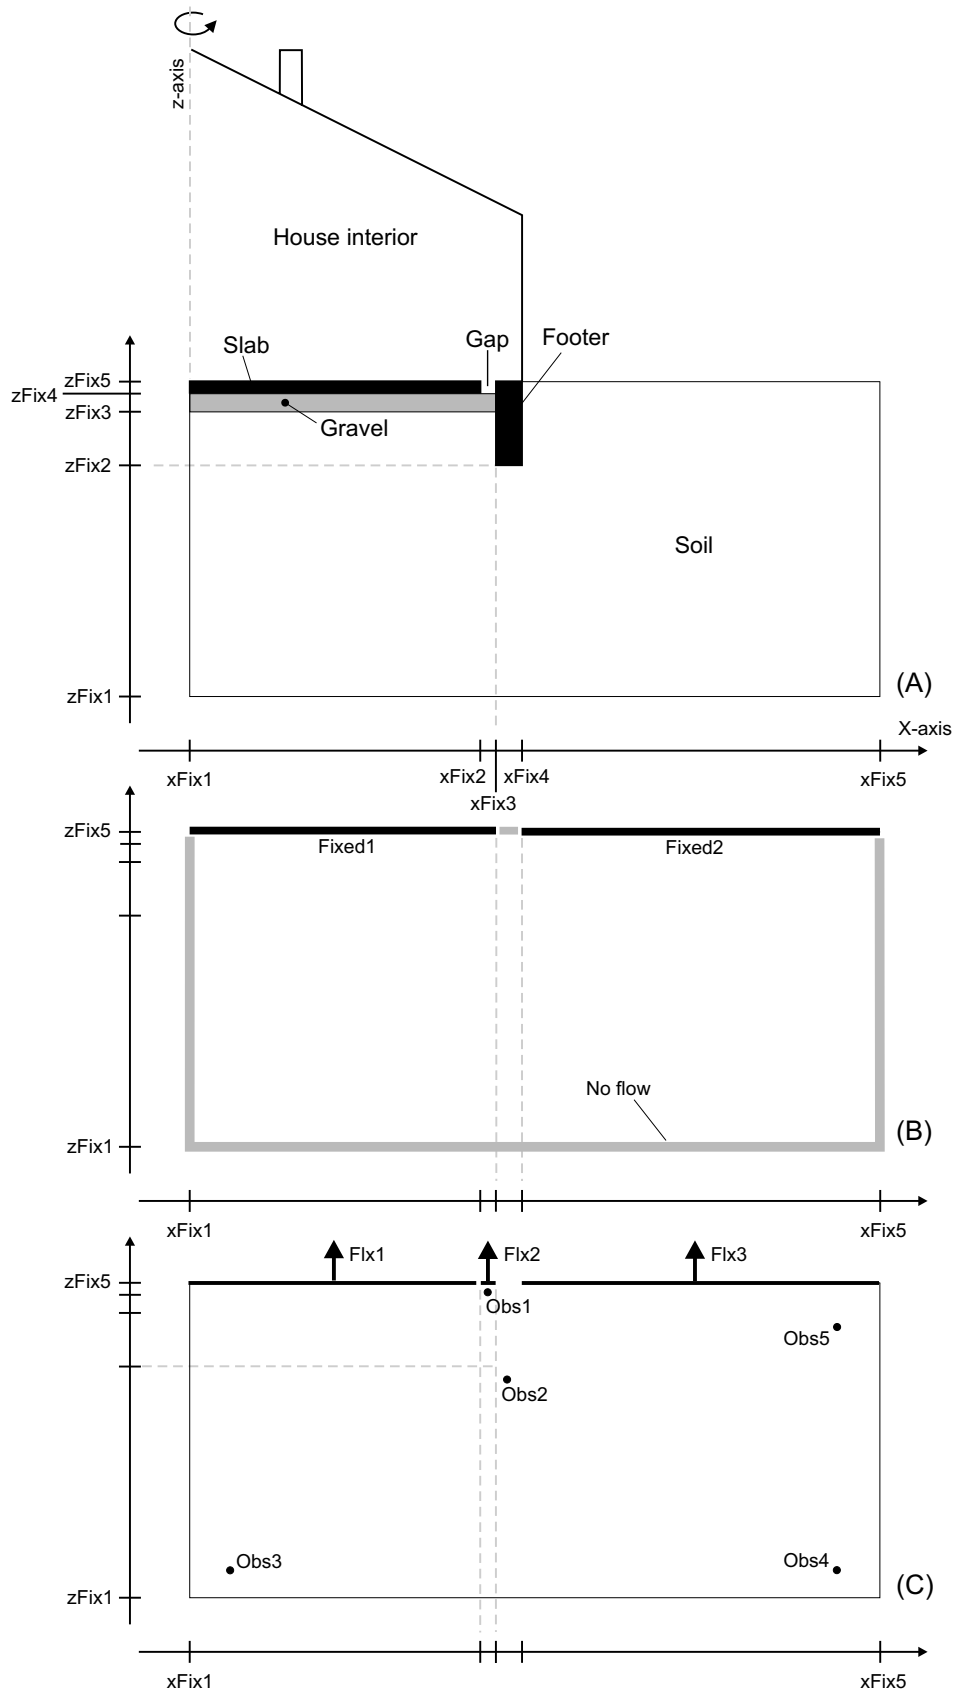 z-axis
House interior
Slab
Gap
Footer
zFix5
zFix4
zFix3
Gravel
zFix2
Soil
zFix1
(A)
X-axis
xFix1
xFix2
xFix4
xFix5
xFix3
zFix5
Fixed1
Fixed2
No flow
(B)
zFix1
xFix1
xFix5
Flx1
Flx2
Flx3
zFix5
Obs1
Obs5
Obs2
Obs3
Obs4
(C)
zFix1
xFix1
xFix5